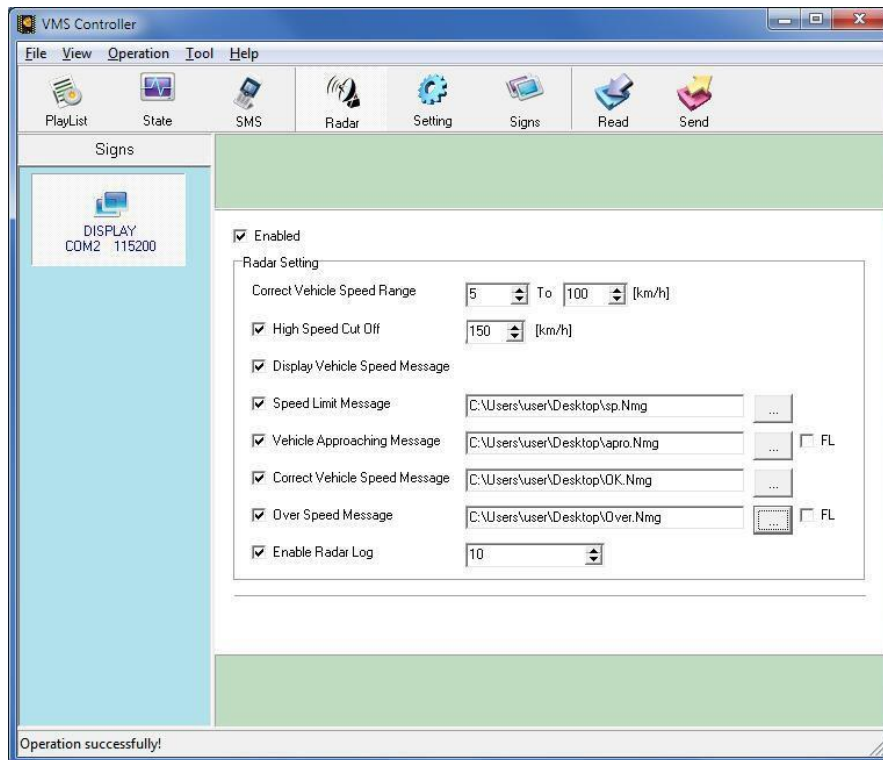 VMS Controller
File View Operation Tool Help
PlayList State SMS Radar Setting Signs Read Send
Signs
DISPLAY
COM2 115200
Enabled
Radar Setting
Correct Vehicle Speed Range 5 To 100 [km/h]
High Speed Cut Off 150 [km/h]
Display Vehicle Speed Message
Speed Limit Message C:\Users\user\Desktop\sp.Nmg ...
Vehicle Approaching Message C:\Users\user\Desktop\apro.Nmg ... FL
Correct Vehicle Speed Message C:\Users\user\Desktop\OK.Nmg ...
Over Speed Message C:\Users\user\Desktop\Over.Nmg ... FL
Enable Radar Log 10
Operation successfully!